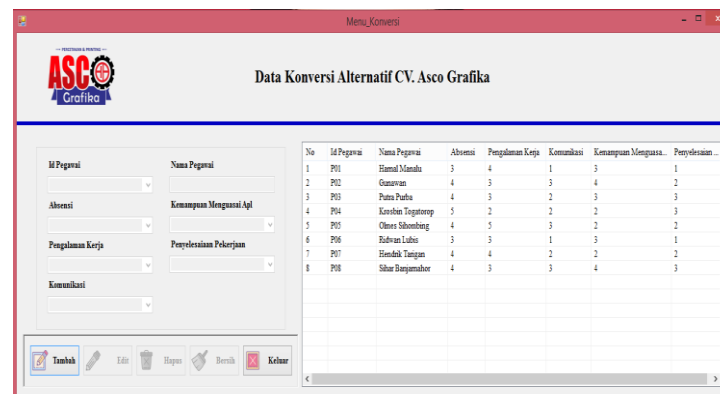 Menu_Konversi
PERCETAKAN & PRINTING
ASCO
Grafika
Data Konversi Alternatif CV. Asco Grafika
Id Pegawai Nama Pegawai
Absensi Kemampuan Menguasai Apl
Pengalaman Kerja Penyelesaiaan Pekerjaan
Komunikasi
Tambah Edit Hapus Bersih Keluar
No Id Pegawai Nama Pegawai Absensi Pengalaman Kerja Komunikasi Kemampuan Menguasa... Penyelesaian ...
1 P01 Hamal Manalu 3 4 1 3 1
2 P02 Gunawan 4 3 3 4 2
3 P03 Putra Purba 4 3 2 3 3
4 P04 Krosbin Togatorop 5 2 2 2 3
5 P05 Olmes Sihombing 4 5 3 2 2
6 P06 Ridwan Lubis 3 3 1 5 1
7 P07 Hendrik Tarigan 4 4 2 2 2
8 P08 Sihar Banjarnahor 4 3 3 4 3